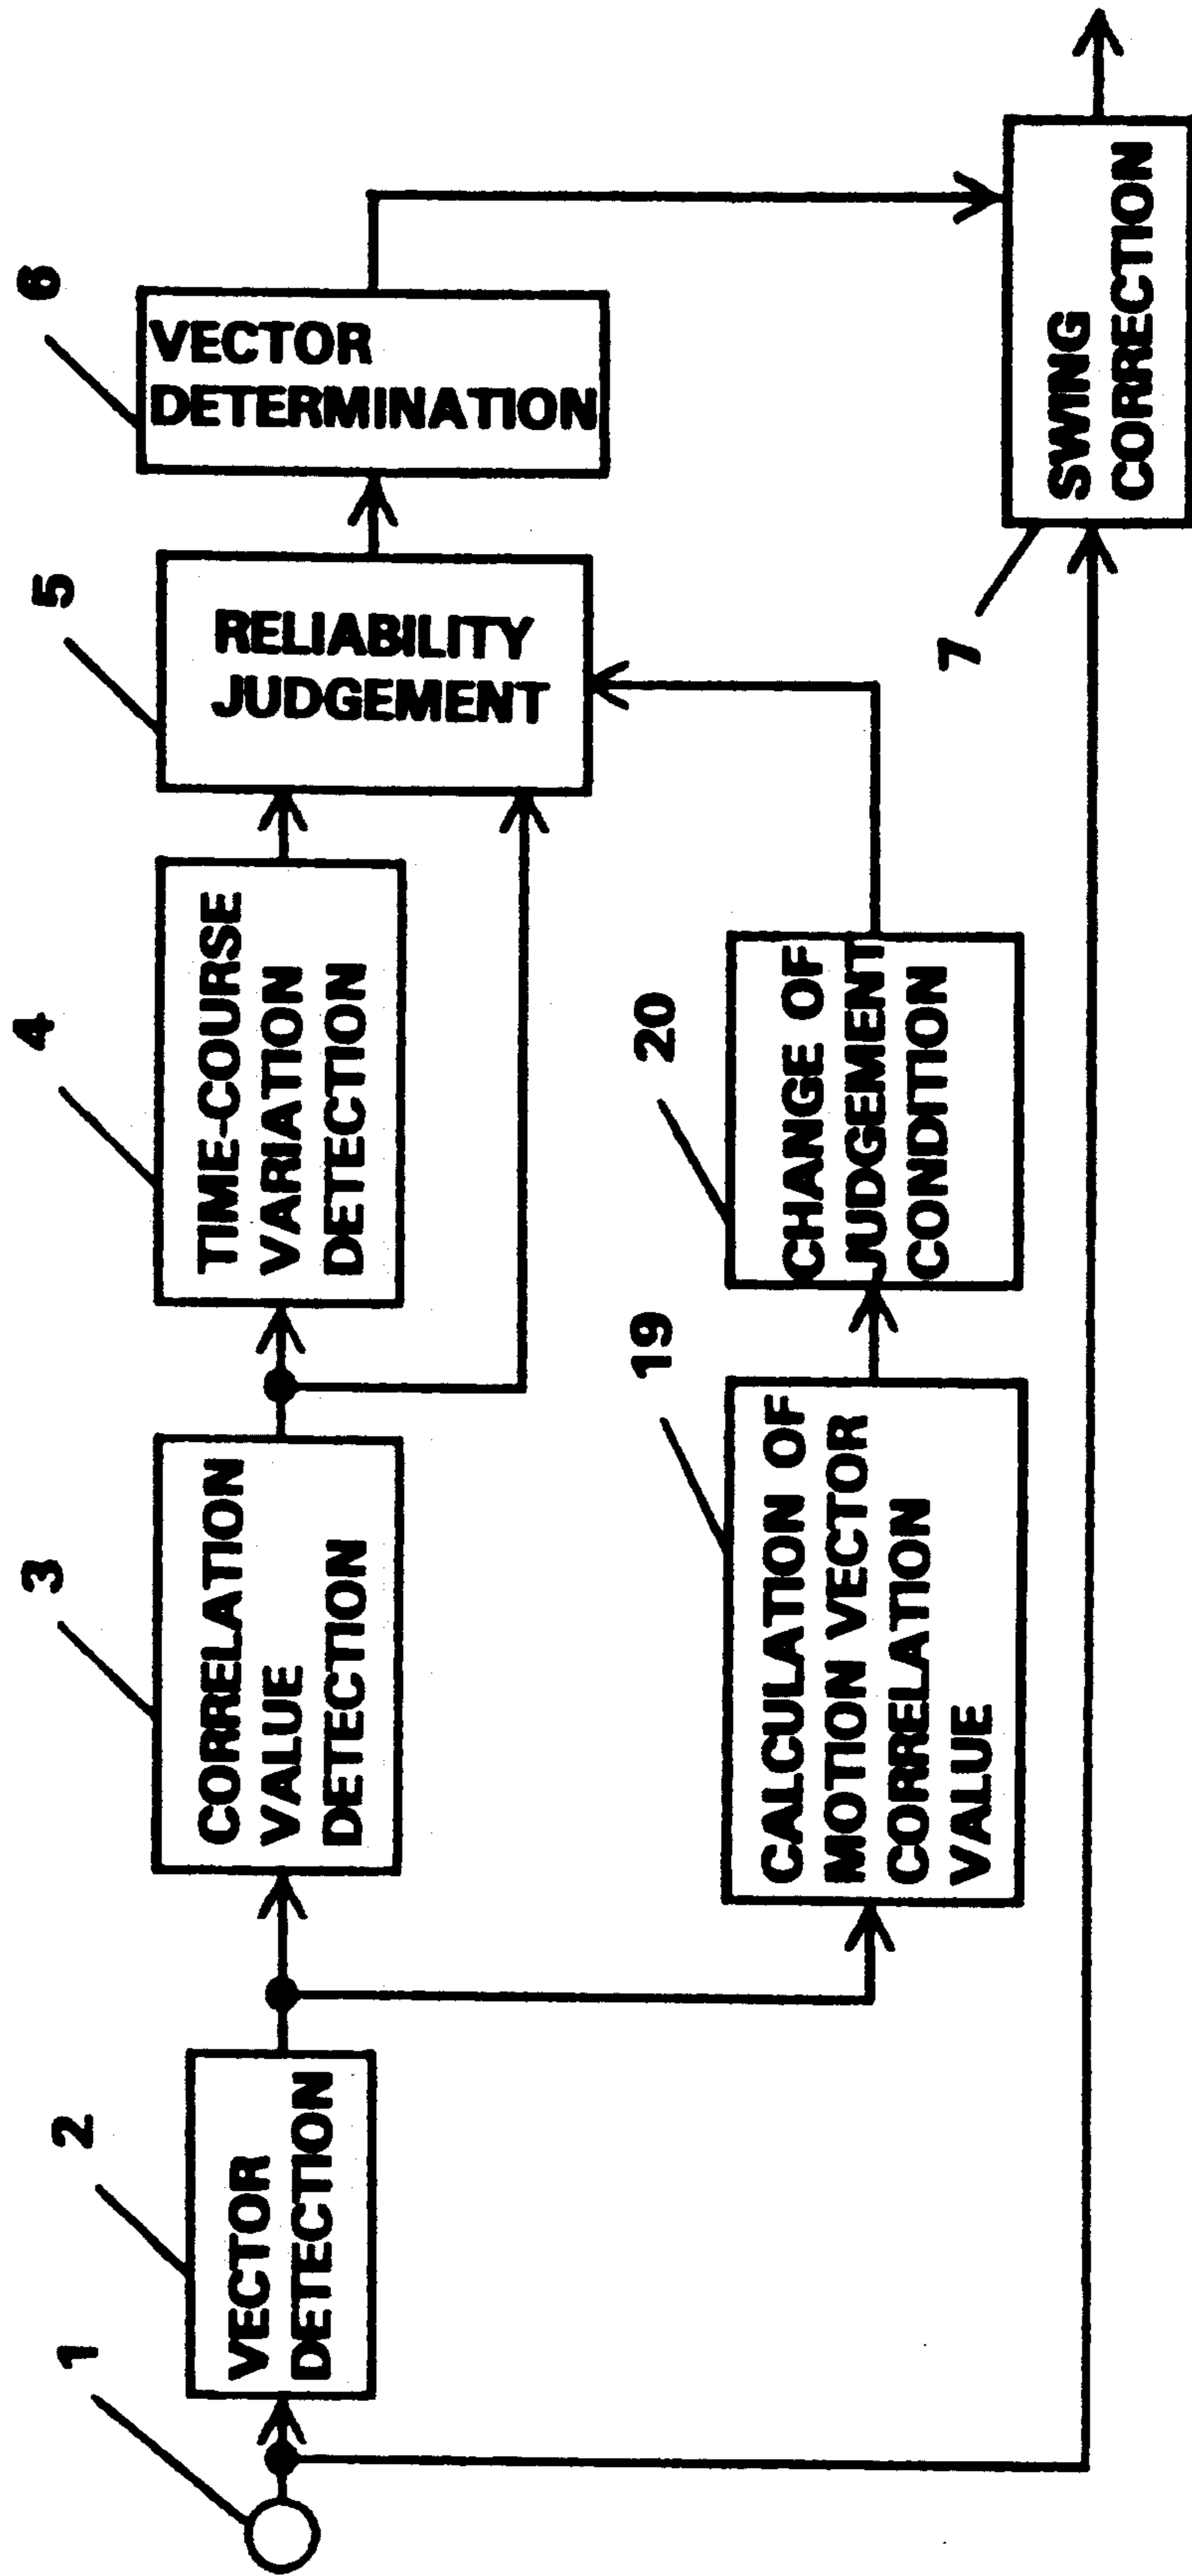 1
2
VECTOR
DETECTION
3
CORRELATION
VALUE
DETECTION
4
TIME-COURSE
VARIATION
DETECTION
5
RELIABILITY
JUDGEMENT
6
VECTOR
DETERMINATION
19
CALCULATION OF
MOTION VECTOR
CORRELATION
VALUE
20
CHANGE OF
JUDGEMENT
CONDITION
7
SWING
CORRECTION